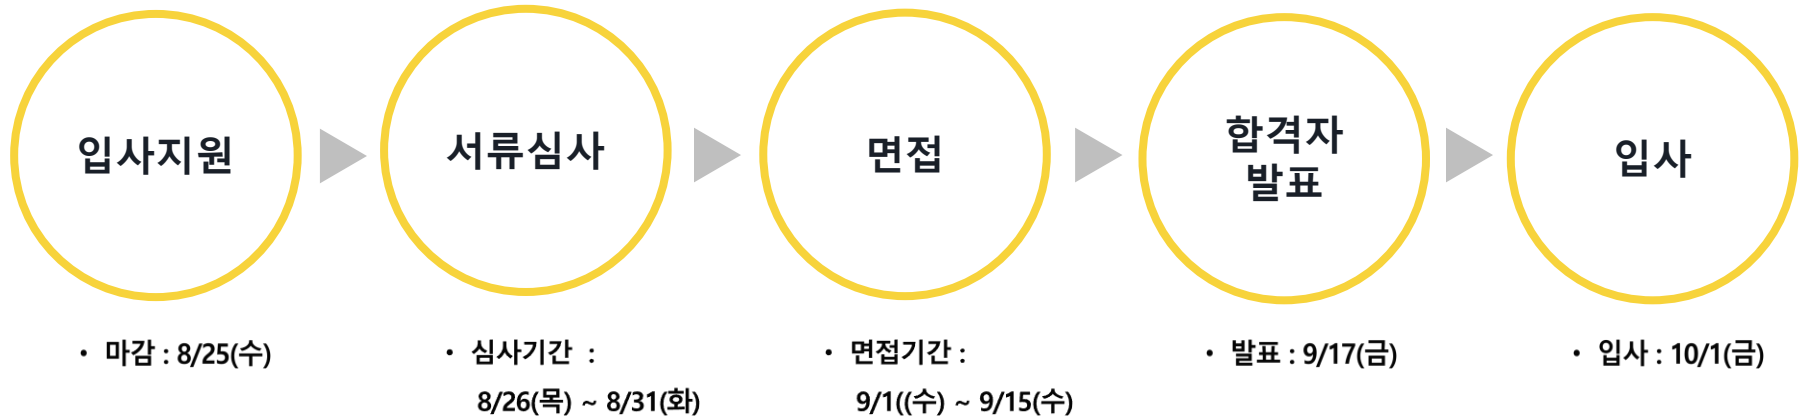 입사지원
서류심사
면접
합격자
발표
입사
• 마감 : 8/25(수)
• 심사기간 :
8/26(목) ~ 8/31(화)
• 면접기간 :
9/1((수) ~ 9/15(수)
• 발표 : 9/17(금)
• 입사 : 10/1(금)